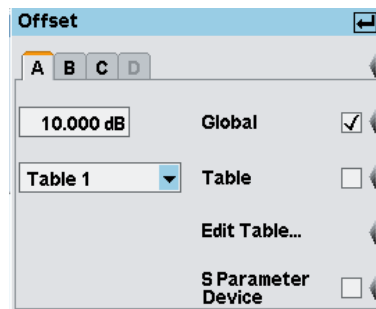 Offset
A B C D
10.000 dB Global
Table 1 Table
Edit Table...
S Parameter
Device